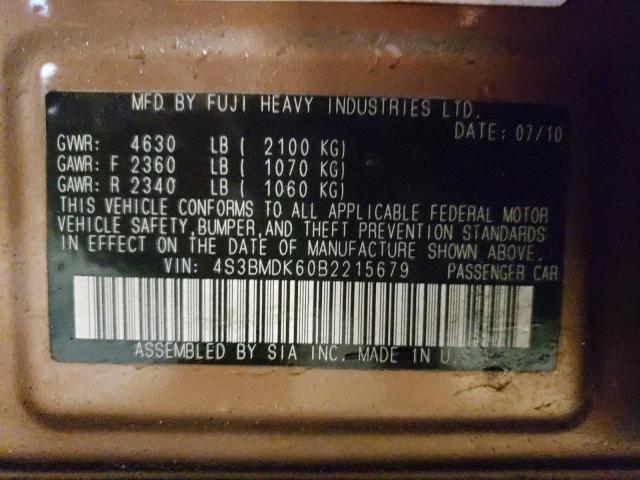 MFD BY FUJI HEAVY INDUSTRIES LTD.
DATE: 07/10
GVWR: 4630 LB ( 2100 KG)
GAWR: F 2360 LB ( 1070 KG)
GAWR: R 2340 LB ( 1060 KG)
THIS VEHICLE CONFORMS TO ALL APPLICABLE FEDERAL MOTOR
VEHICLE SAFETY, BUMPER, AND THEFT PREVENTION STANDARDS
IN EFFECT ON THE DATE OF MANUFACTURE SHOWN ABOVE.
VIN: 4S3BMDK60B2215679 PASSENGER CAR
ASSEMBLED BY SIA INC. MADE IN U.S.A